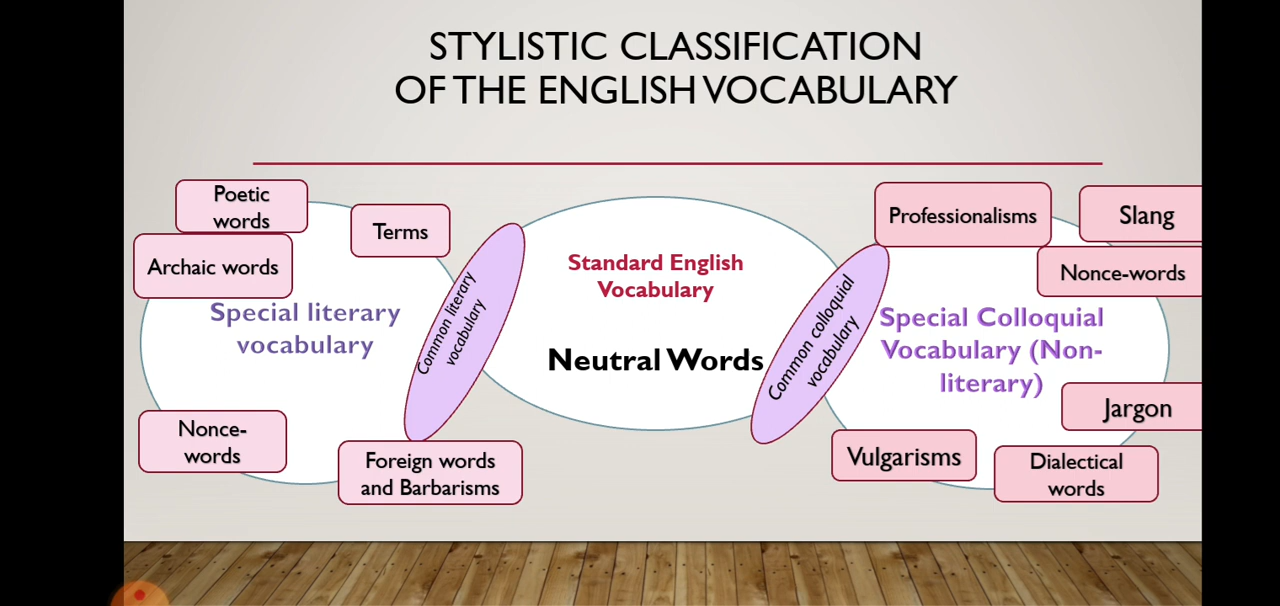 STYLISTIC CLASSIFICATION
OF THE ENGLISH VOCABULARY
Poetic
words
Terms
Archaic words
Special literary
vocabulary
Nonce-
words
Foreign words
and Barbarisms
Common literary
vocabulary
Standard English
Vocabulary
Neutral Words
Common colloquial
vocabulary
Professionalisms
Slang
Nonce-words
Special Colloquial
Vocabulary (Non-
literary)
Jargon
Vulgarisms
Dialectical
words